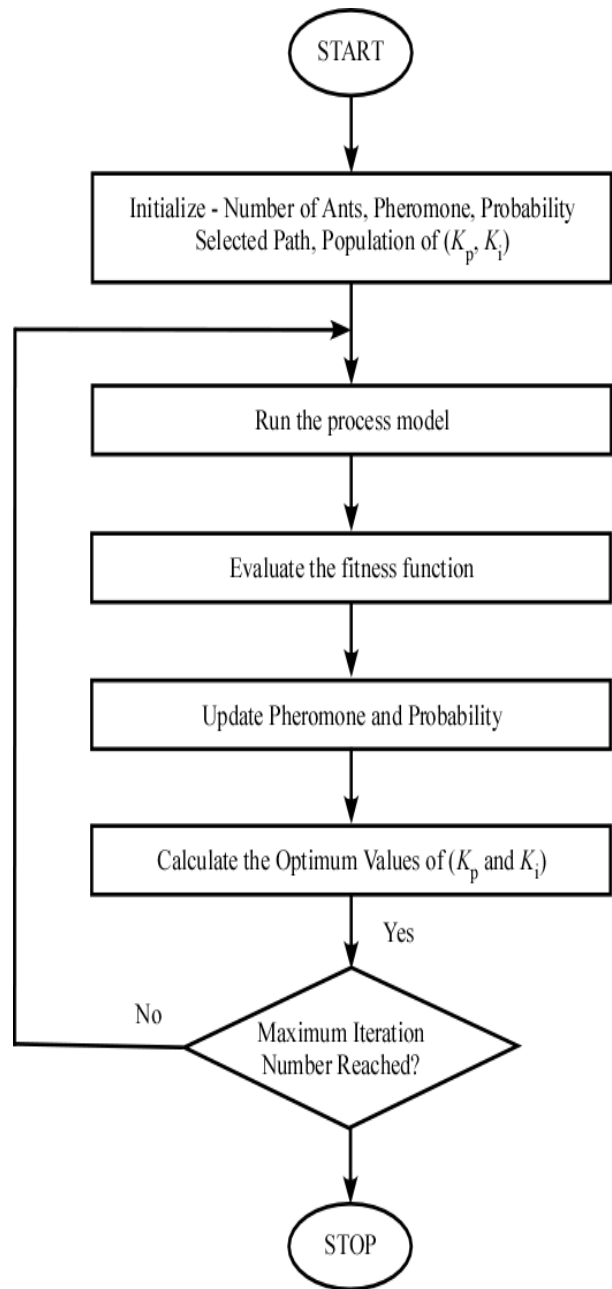 START
Initialize - Number of Ants, Pheromone, Probability
Selected Path, Population of (Kp, Ki)
Run the process model
Evaluate the fitness function
Update Pheromone and Probability
Calculate the Optimum Values of (Kp and Ki)
Yes
No
Maximum Iteration
Number Reached?
STOP